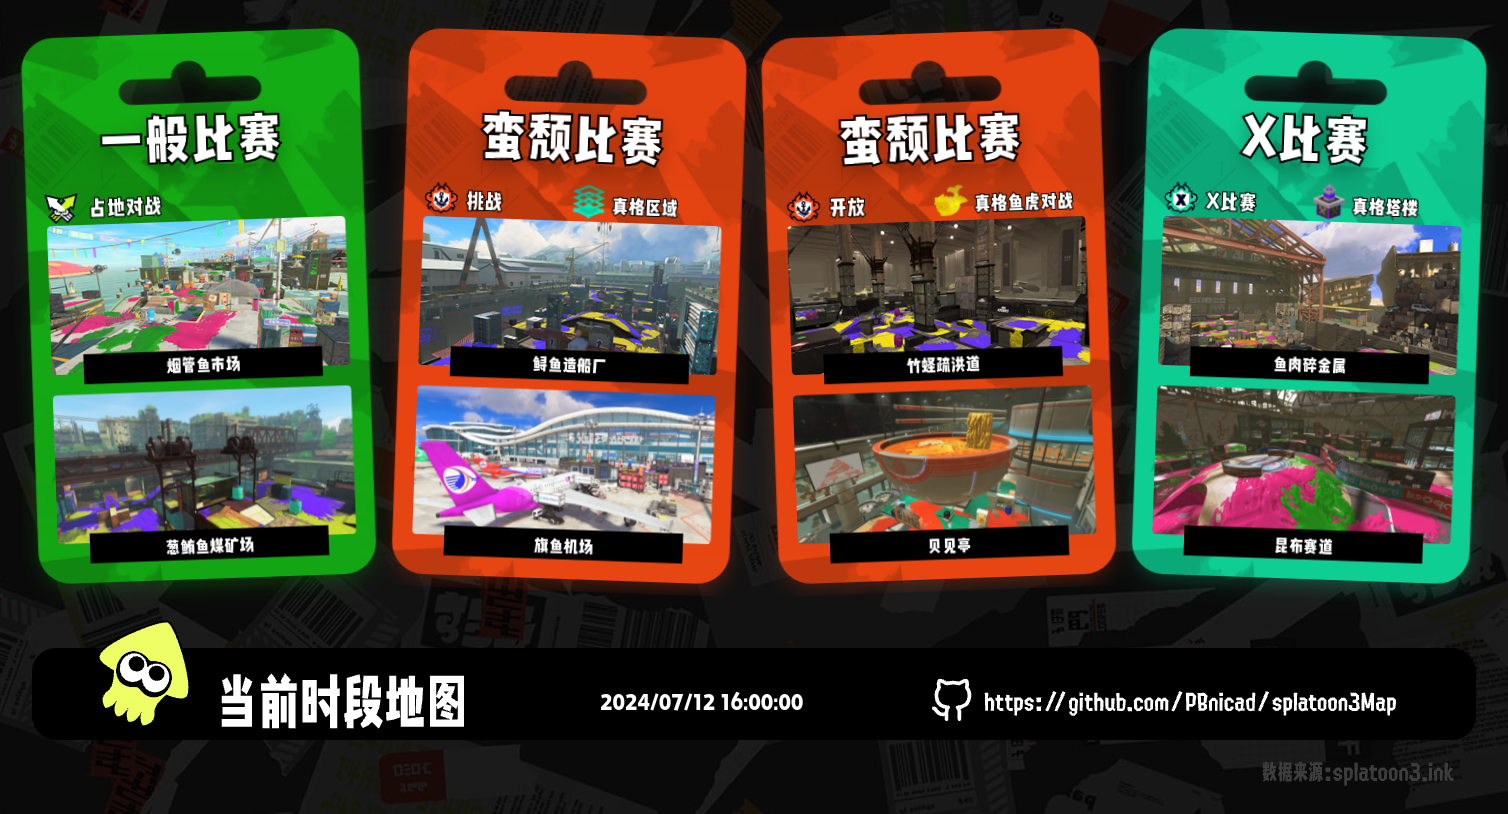 一般比赛
占地对战
烟管鱼市场
葱鲔鱼煤矿场
蛮颓比赛
挑战
真格区域
鲟鱼造船厂
旗鱼机场
蛮颓比赛
开放
真格鱼虎对战
竹蛏疏洪道
贝见亭
X比赛
X比赛
真格塔楼
鱼肉碎金属
昆布赛道
当前时段地图
2024/07/12 16:00:00
https://github.com/PBnicad/splatoon3Map
数据来源:splatoon3.ink